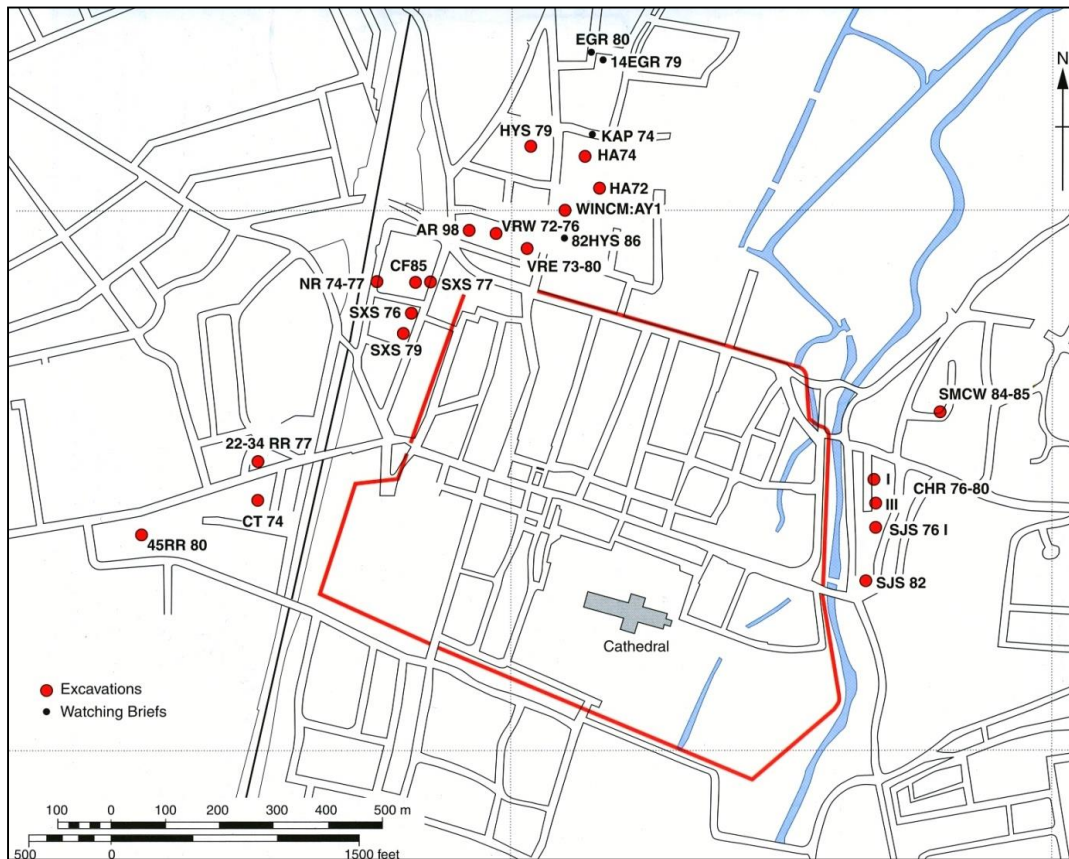 EGR 80
14EGR 79
N
HYS 79
KAP 74
HA74
HA72
WINCM:AY1
AR 98
VRW 72-76
82HYS 86
VRE 73-80
CF85
NR 74-77
SXS 77
SXS 76
SXS 79
SMCW 84-85
22-34 RR 77
I
CHR 76-80
III
CT 74
SJS 76 I
45RR 80
SJS 82
Cathedral
Excavations
Watching Briefs
100 0 100 200 300 400 500 m
500 0 1500 feet